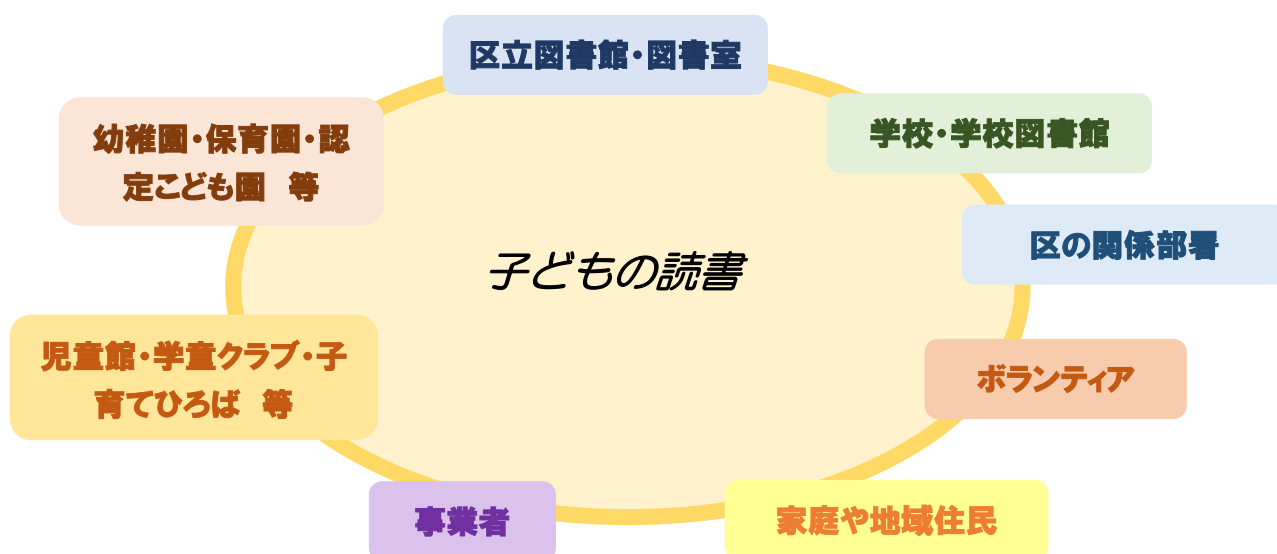 区立図書館・図書室
学校・学校図書館
幼稚園・保育園・認
定こども園　等
区の関係部署
子どもの読書
児童館・学童クラブ・子
育てひろば　等
ボランティア
事業者
家庭や地域住民